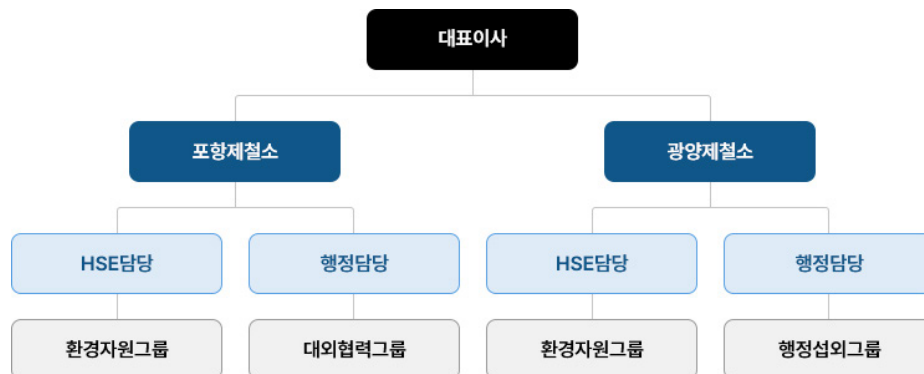 대표이사
포항제철소
광양제철소
HSE담당
행정담당
HSE담당
행정담당
환경자원그룹
대외협력그룹
환경자원그룹
행정섭외그룹